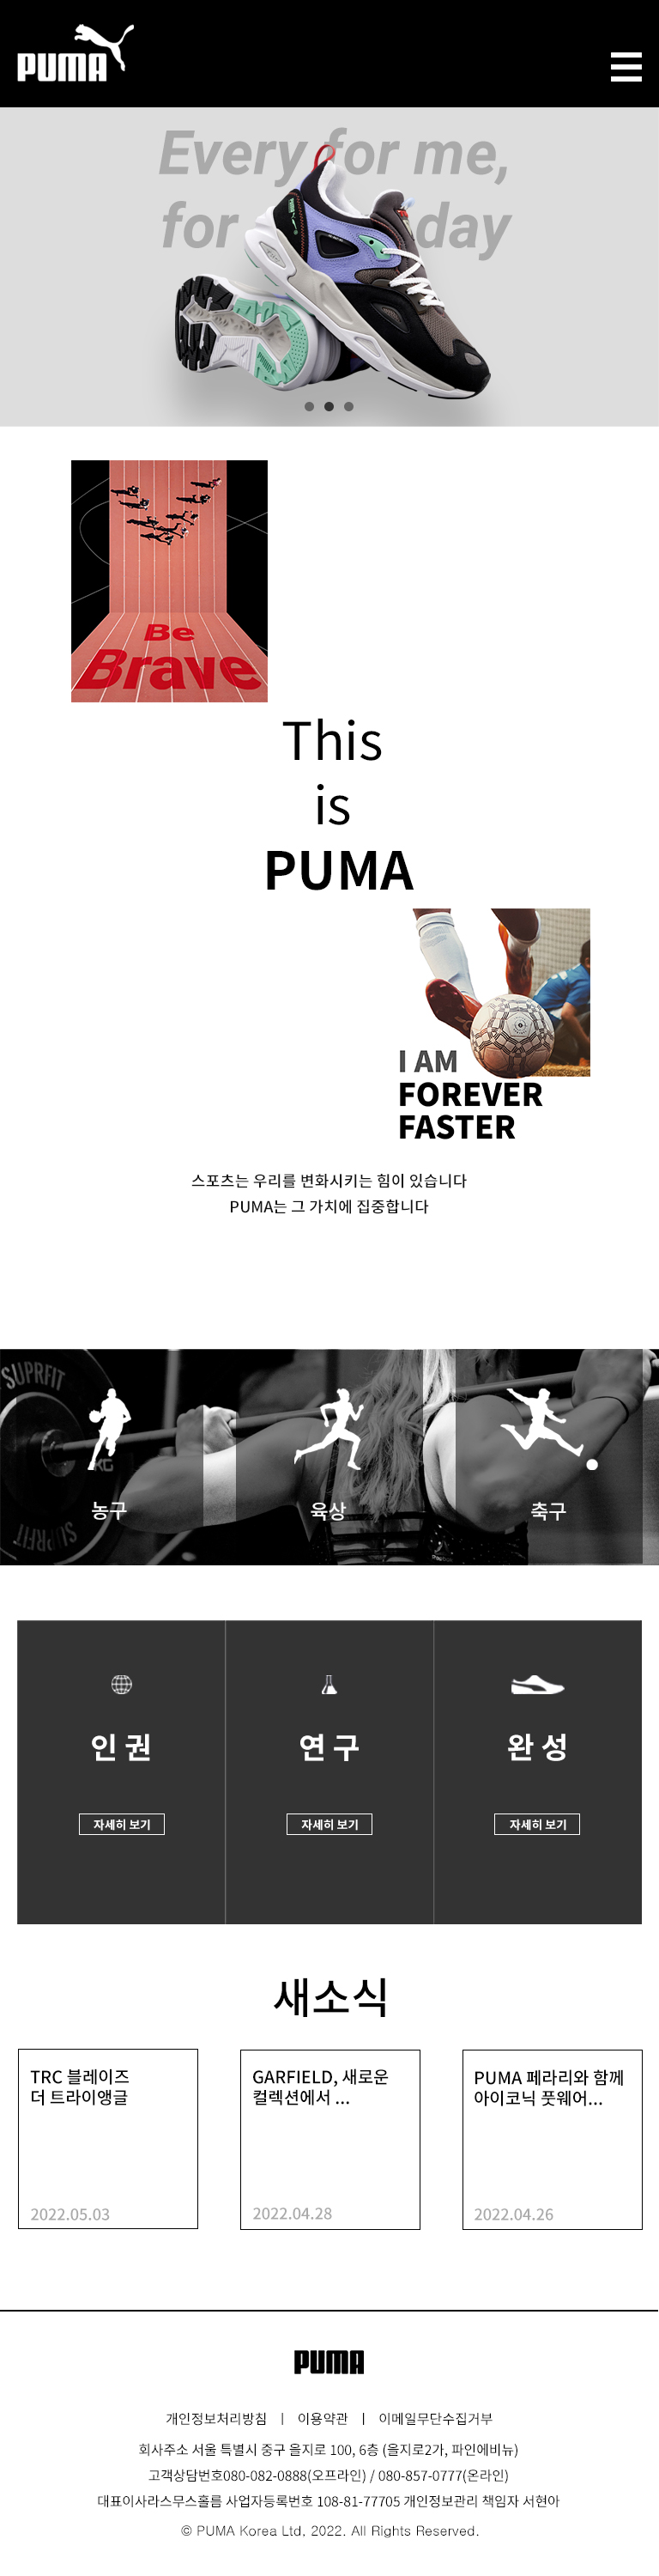 PUMA
Every for me,
for day
Be
Brave
This
is
PUMA
I AM
FOREVER
FASTER
스포츠는 우리를 변화시키는 힘이 있습니다
PUMA는 그 가치에 집중합니다
SUPRFIT
KG
SUPRFIT
농구
육상
축구
인 권
연 구
완 성
자세히 보기
자세히 보기
자세히 보기
새소식
TRC 블레이즈
더 트라이앵글
2022.05.03
GARFIELD, 새로운
컬렉션에서 ...
2022.04.28
PUMA 페라리와 함께
아이코닉 풋웨어...
2022.04.26
PUMA
개인정보처리방침 | 이용약관 | 이메일무단수집거부
회사주소 서울 특별시 중구 을지로 100, 6층 (을지로2가, 파인에비뉴)
고객상담번호080-082-0888(오프라인) / 080-857-0777(온라인)
대표이사라스무스홀름 사업자등록번호 108-81-77705 개인정보관리 책임자 서현아
© PUMA Korea Ltd, 2022. All Rights Reserved.